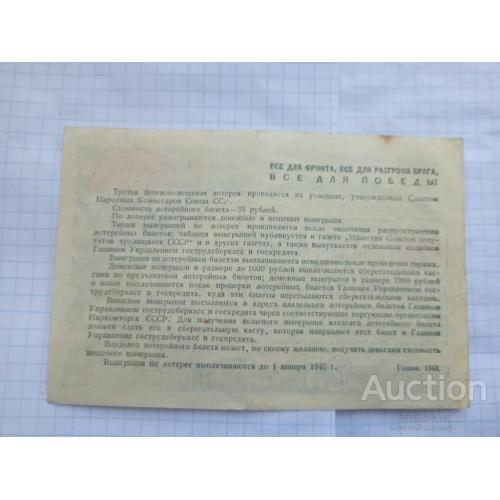 ВСЕ ДЛЯ ФРОНТА, ВСЕ ДЛЯ РАЗГРОМА ВРАГА,
ВСЕ ДЛЯ ПОБЕДЫ!
Третья денежно-вещевая лотерея проводится на условиях, утвержденных Советом
Народных Комиссаров Союза ССР.
Стоимость лотерейного билета—25 рублей.
По лотерее разыгрываются денежные и вещевые выигрыши.
Тираж выигрышей по лотерее производится после окончания распространения
лотерейных билетов; таблица выигрышей публикуется в газете „Известия Советов депу-
татов трудящихся СССР" и в других газетах, а также выпускается отдельным изданием
Главным Управлением гострудсберкасс и госкредита.
Выигрыши по лотерейным билетам выплачиваются немедленно после проведения тиража.
Денежные выигрыши в размере до 1000 рублей выплачиваются сберегательными кас-
сами по предъявлении лотерейных билетов; денежные выигрыши в размере 1000 рублей
и выше выплачиваются после проверки лотерейных билетов Главным Управлением гос-
трудсберкасс и госкредита, куда эти билеты пересылаются сберегательными кассами.
Вещевые выигрыши высылаются в адреса владельцев лотерейных билетов Главным
Управлением гострудсберкасс и госкредита через соответствующие торгующие организации
Наркомторга СССР. Для получения вещевого выигрыша владелец лотерейного билета
должен сдать его в сберегательную кассу, которая направляет этот билет в Главное
Управление гострудсберкасс и госкредита.
Владелец лотерейного билета может, по своему желанию, получить деньгами стоимость
вещевого выигрыша.
Выигрыши по лотерее выплачиваются до 1 января 1945 г.
Гознак. 1943.
Auction